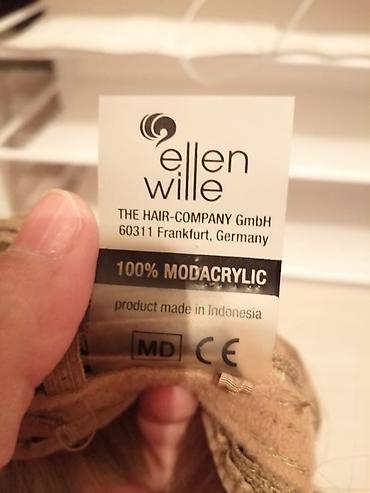 ellen
wille
THE HAIR-COMPANY GmbH
60311 Frankfurt, Germany
100% MODACRYLIC
product made in Indonesia
MD CE